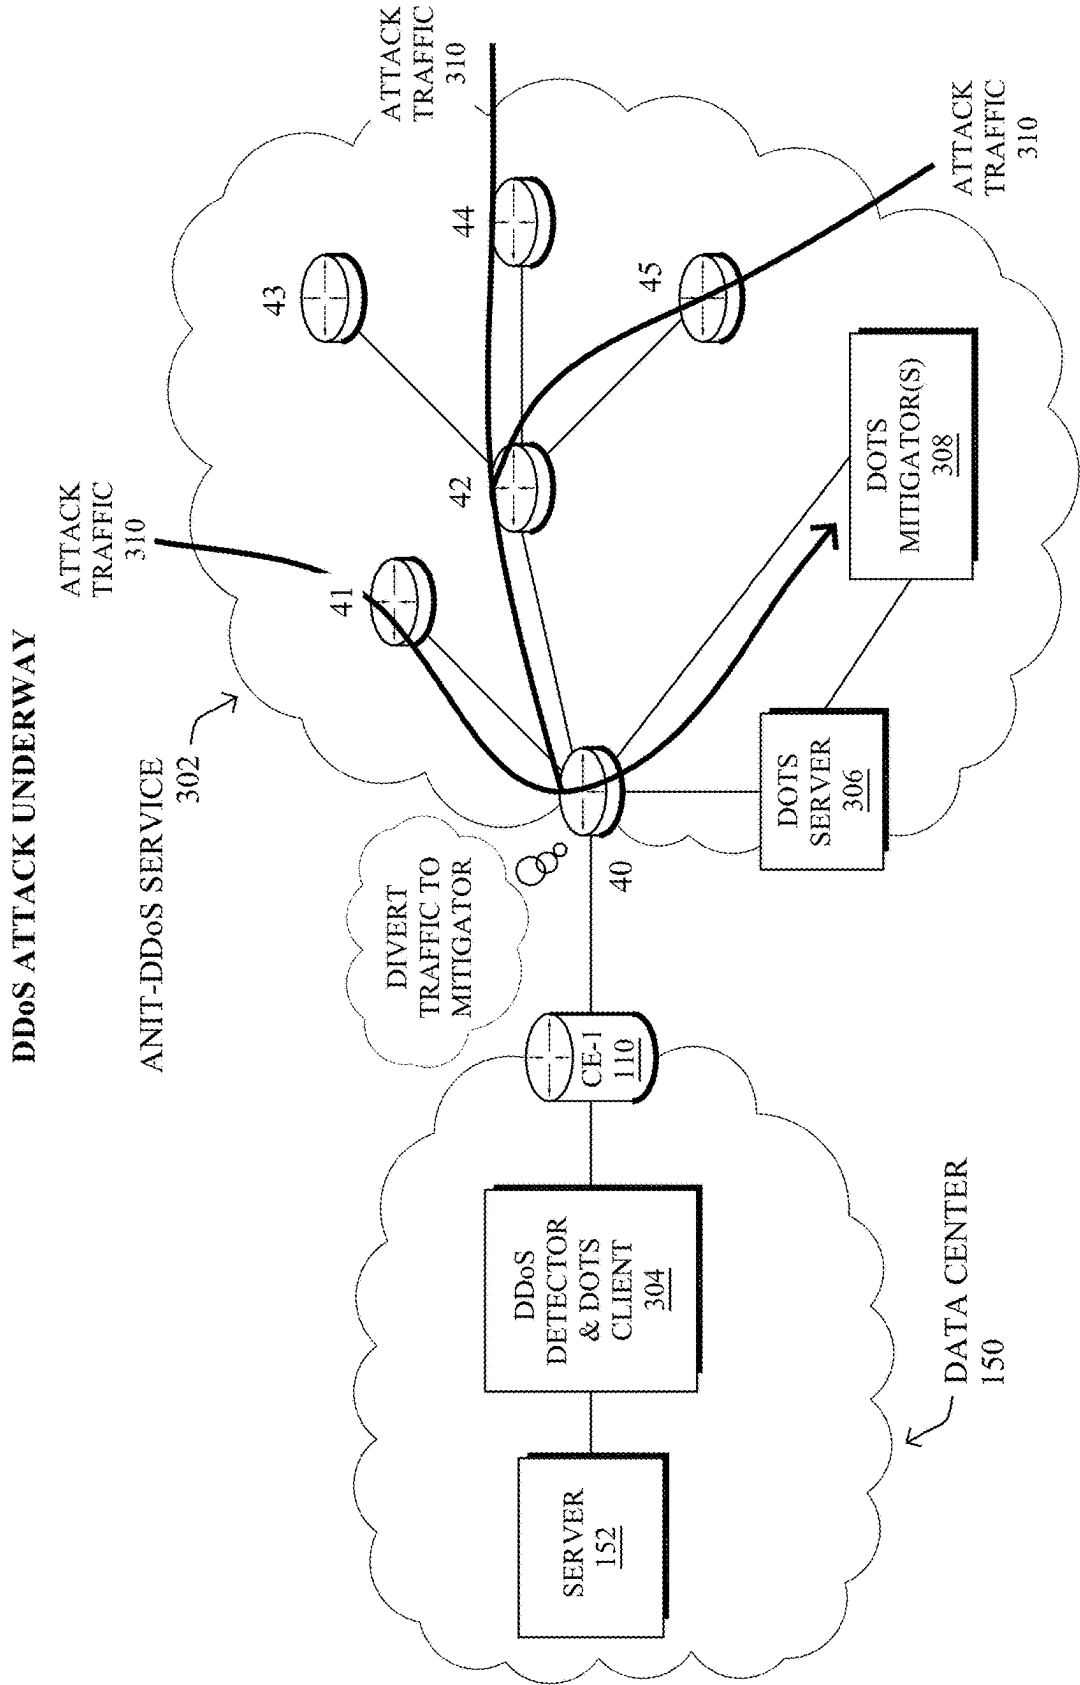 DDoS ATTACK UNDERWAY
ANIT-DDoS SERVICE
302
ATTACK
TRAFFIC
310
ATTACK
TRAFFIC
310
ATTACK
TRAFFIC
310
41
42
43
44
45
40
DIVERT
TRAFFIC TO
MITIGATOR
SERVER
152
DDoS
DETECTOR
& DOTS
CLIENT
304
CE-1
110
DOTS
SERVER
306
DOTS
MITIGATOR(S)
308
DATA CENTER
150